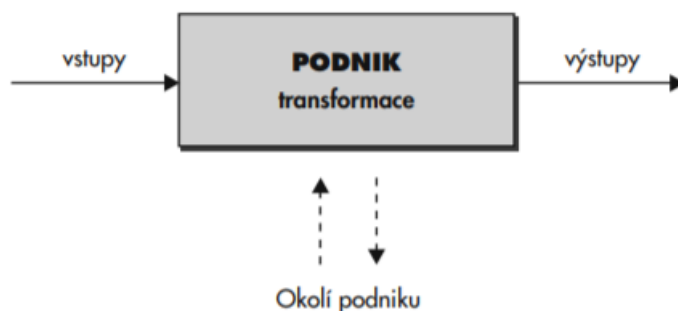 vstupy
PODNIK
transformace
výstupy
Okolí podniku